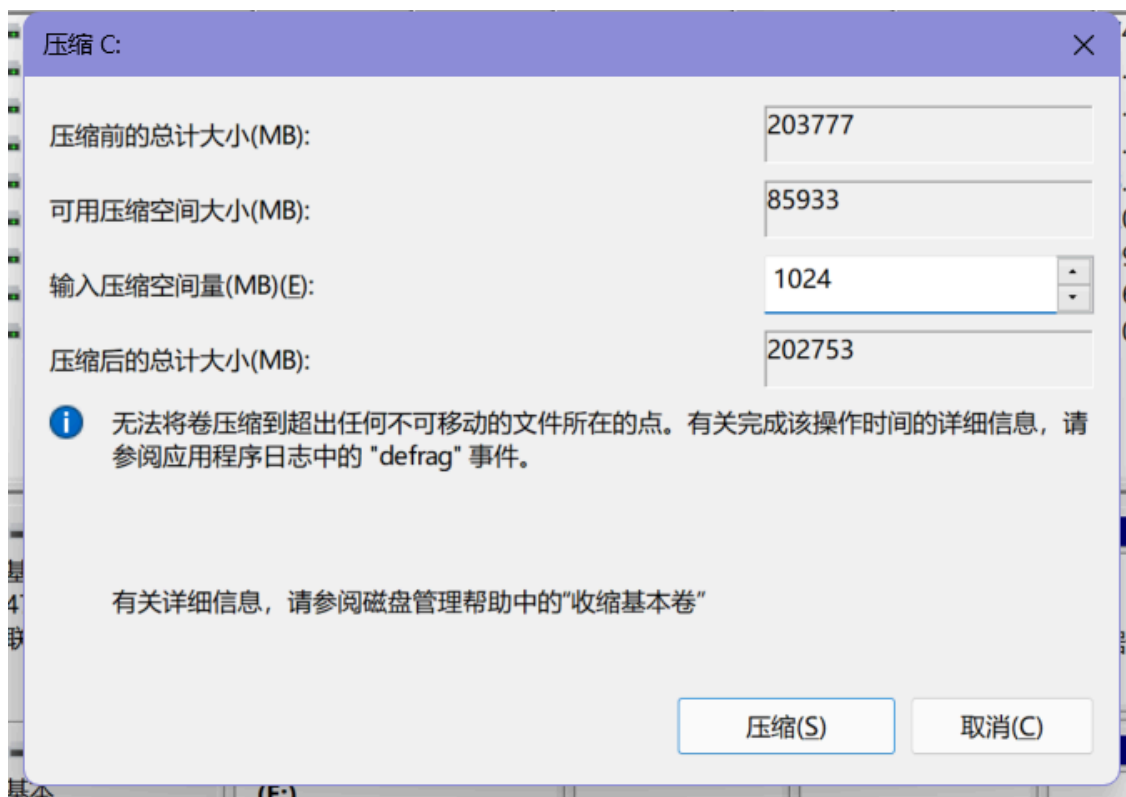 压缩 C:
压缩前的总计大小(MB):
203777
可用压缩空间大小(MB):
85933
输入压缩空间量(MB)(E):
1024
压缩后的总计大小(MB):
202753
无法将卷压缩到超出任何不可移动的文件所在的点。有关完成该操作时间的详细信息，请
参阅应用程序日志中的 "defrag" 事件。
有关详细信息，请参阅磁盘管理帮助中的"收缩基本卷"
压缩(S)
取消(C)
基本
(E:)